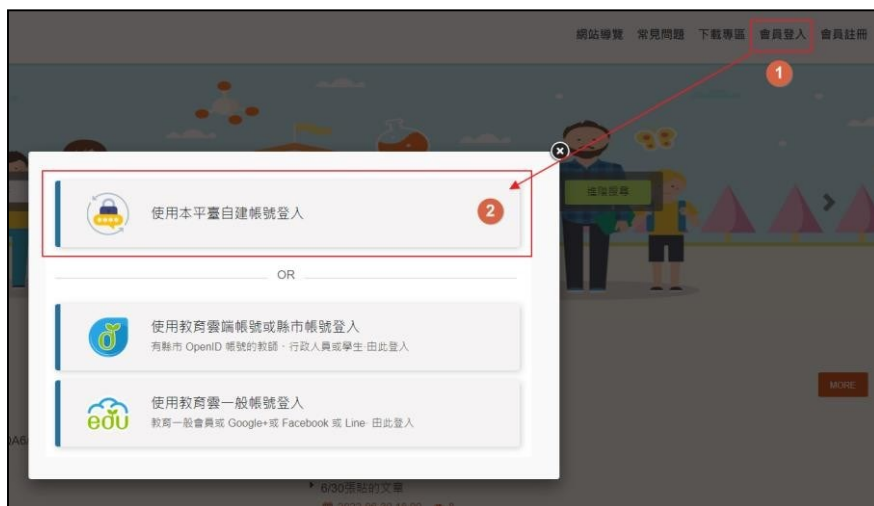 網站導覽 常見問題 下載專區 會員登入 會員註冊
1
進階搜尋
使用本平臺自建帳號登入
2
OR
使用教育雲端帳號或縣市帳號登入
有縣市 OpenID 帳號的教師、行政人員或學生 由此登入
edu
使用教育雲一般帳號登入
教育一般會員或 Google+或 Facebook 或 Line 由此登入
MORE
6/30張貼的文章